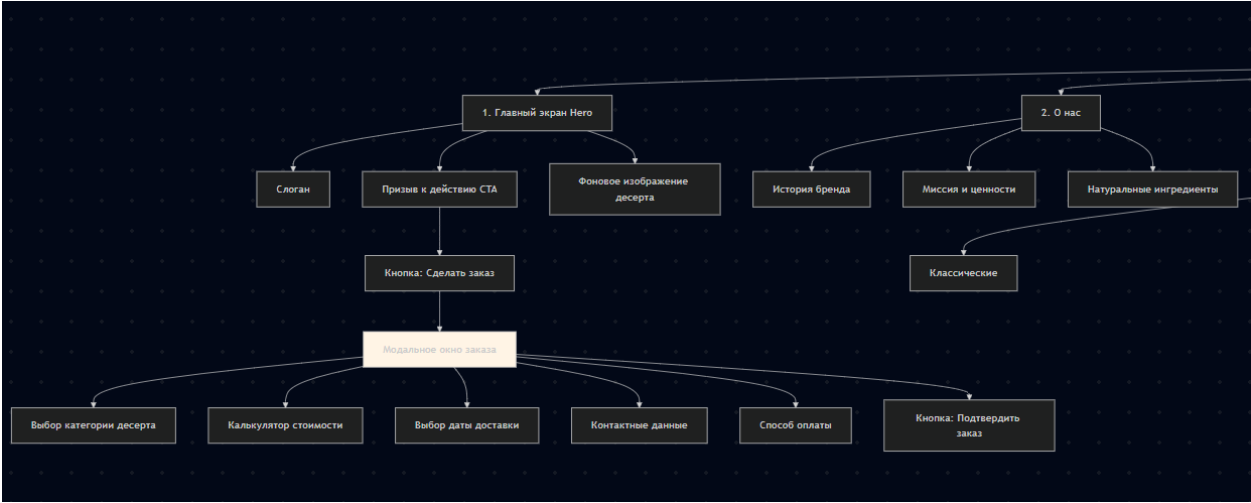 1. Главный экран Hero
2. О нас
Слоган
Призыв к действию CTA
Фоновое изображение
десерта
История бренда
Миссия и ценности
Натуральные ингредиенты
Кнопка: Сделать заказ
Классические
Модальное окно заказа
Выбор категории десерта
Калькулятор стоимости
Выбор даты доставки
Контактные данные
Способ оплаты
Кнопка: Подтвердить
заказ